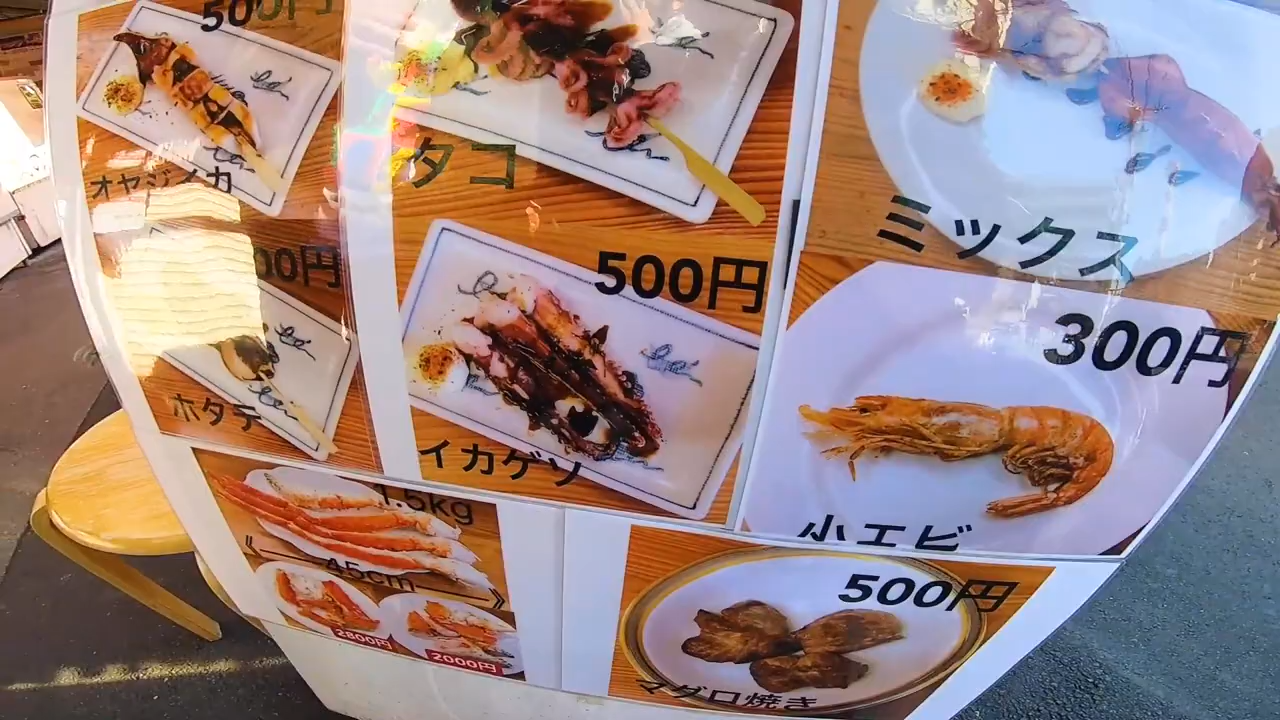 500円
オヤジイカ
タコ
ミックス
00円
ホタテ
500円
イカゲソ
300円
小エビ
1.5kg
45cm
2800円
2000円
500円
マグロ焼き